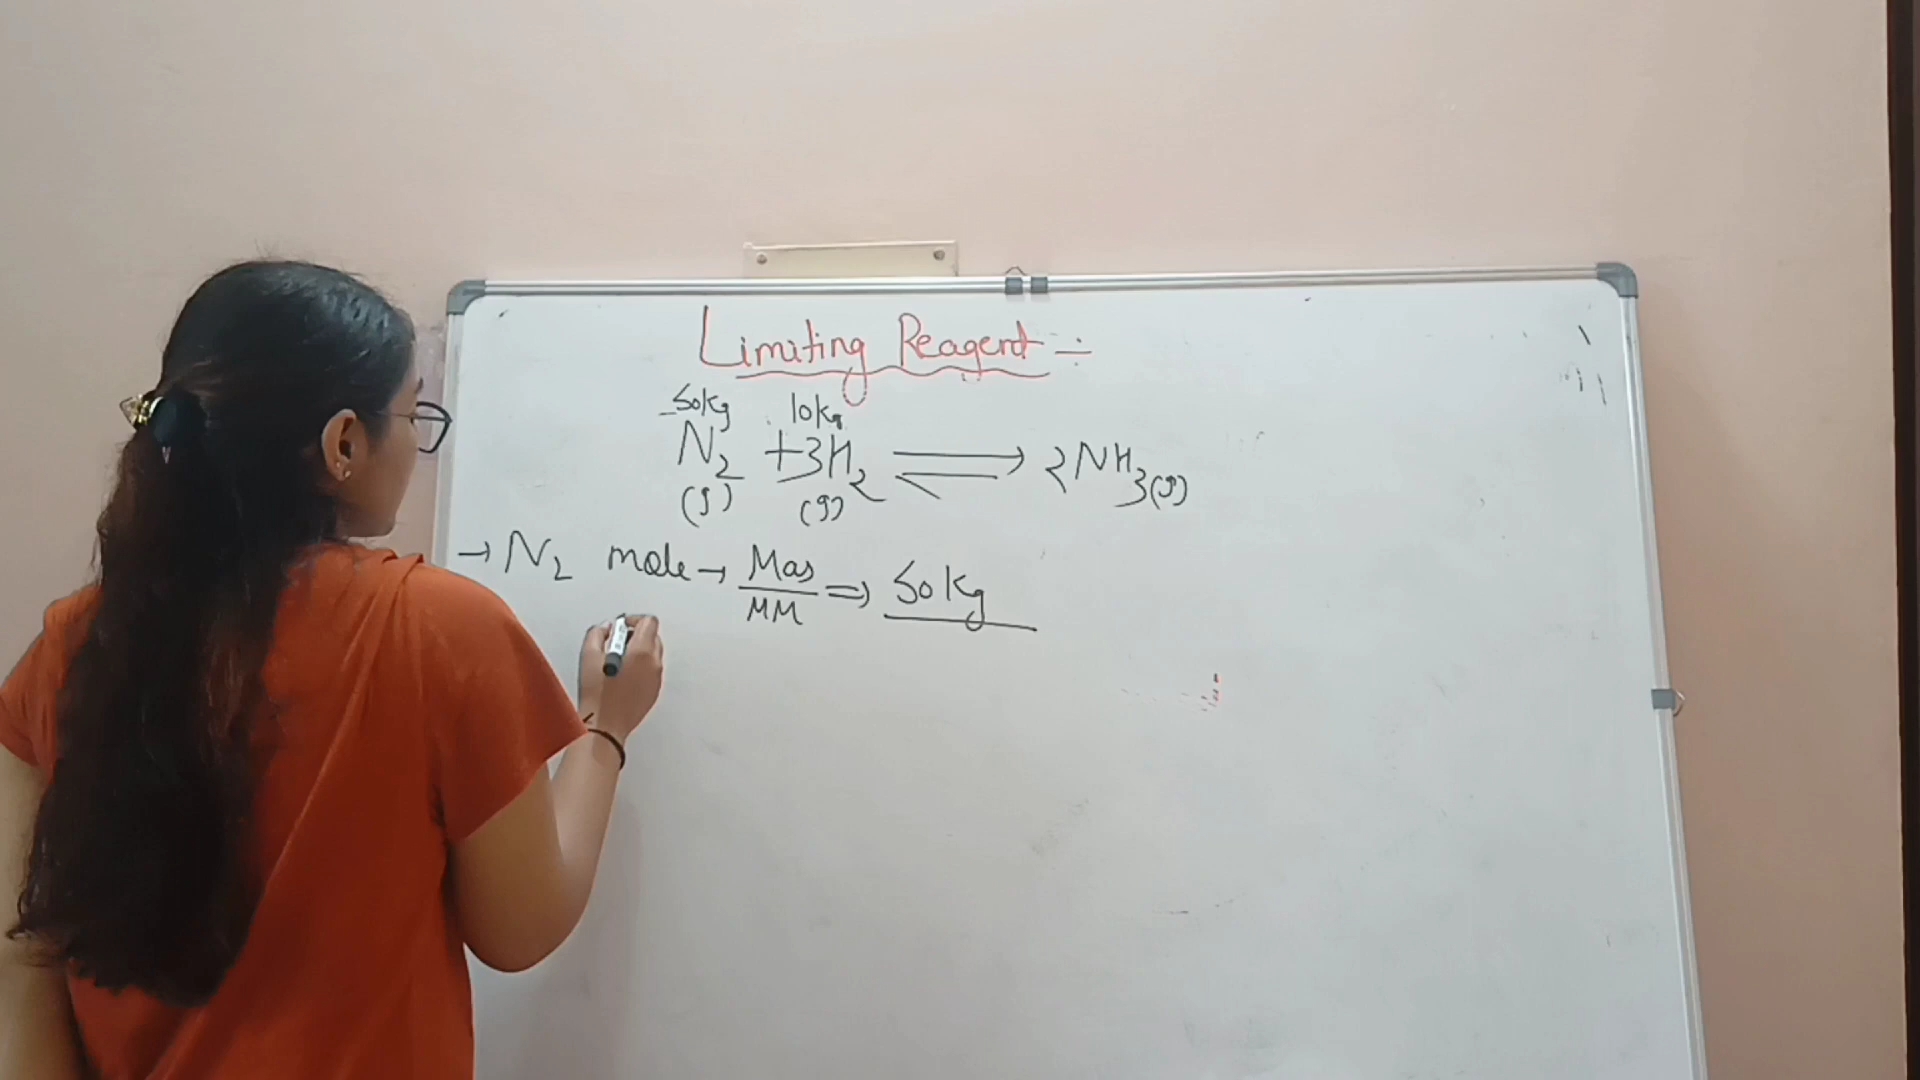 Limiting Reagent :-
50kg 10kg
N2 + 3H2 ⇌ 2NH3(g)
(g) (g)
→ N2 mole → Mas/MM ⇒ 50kg